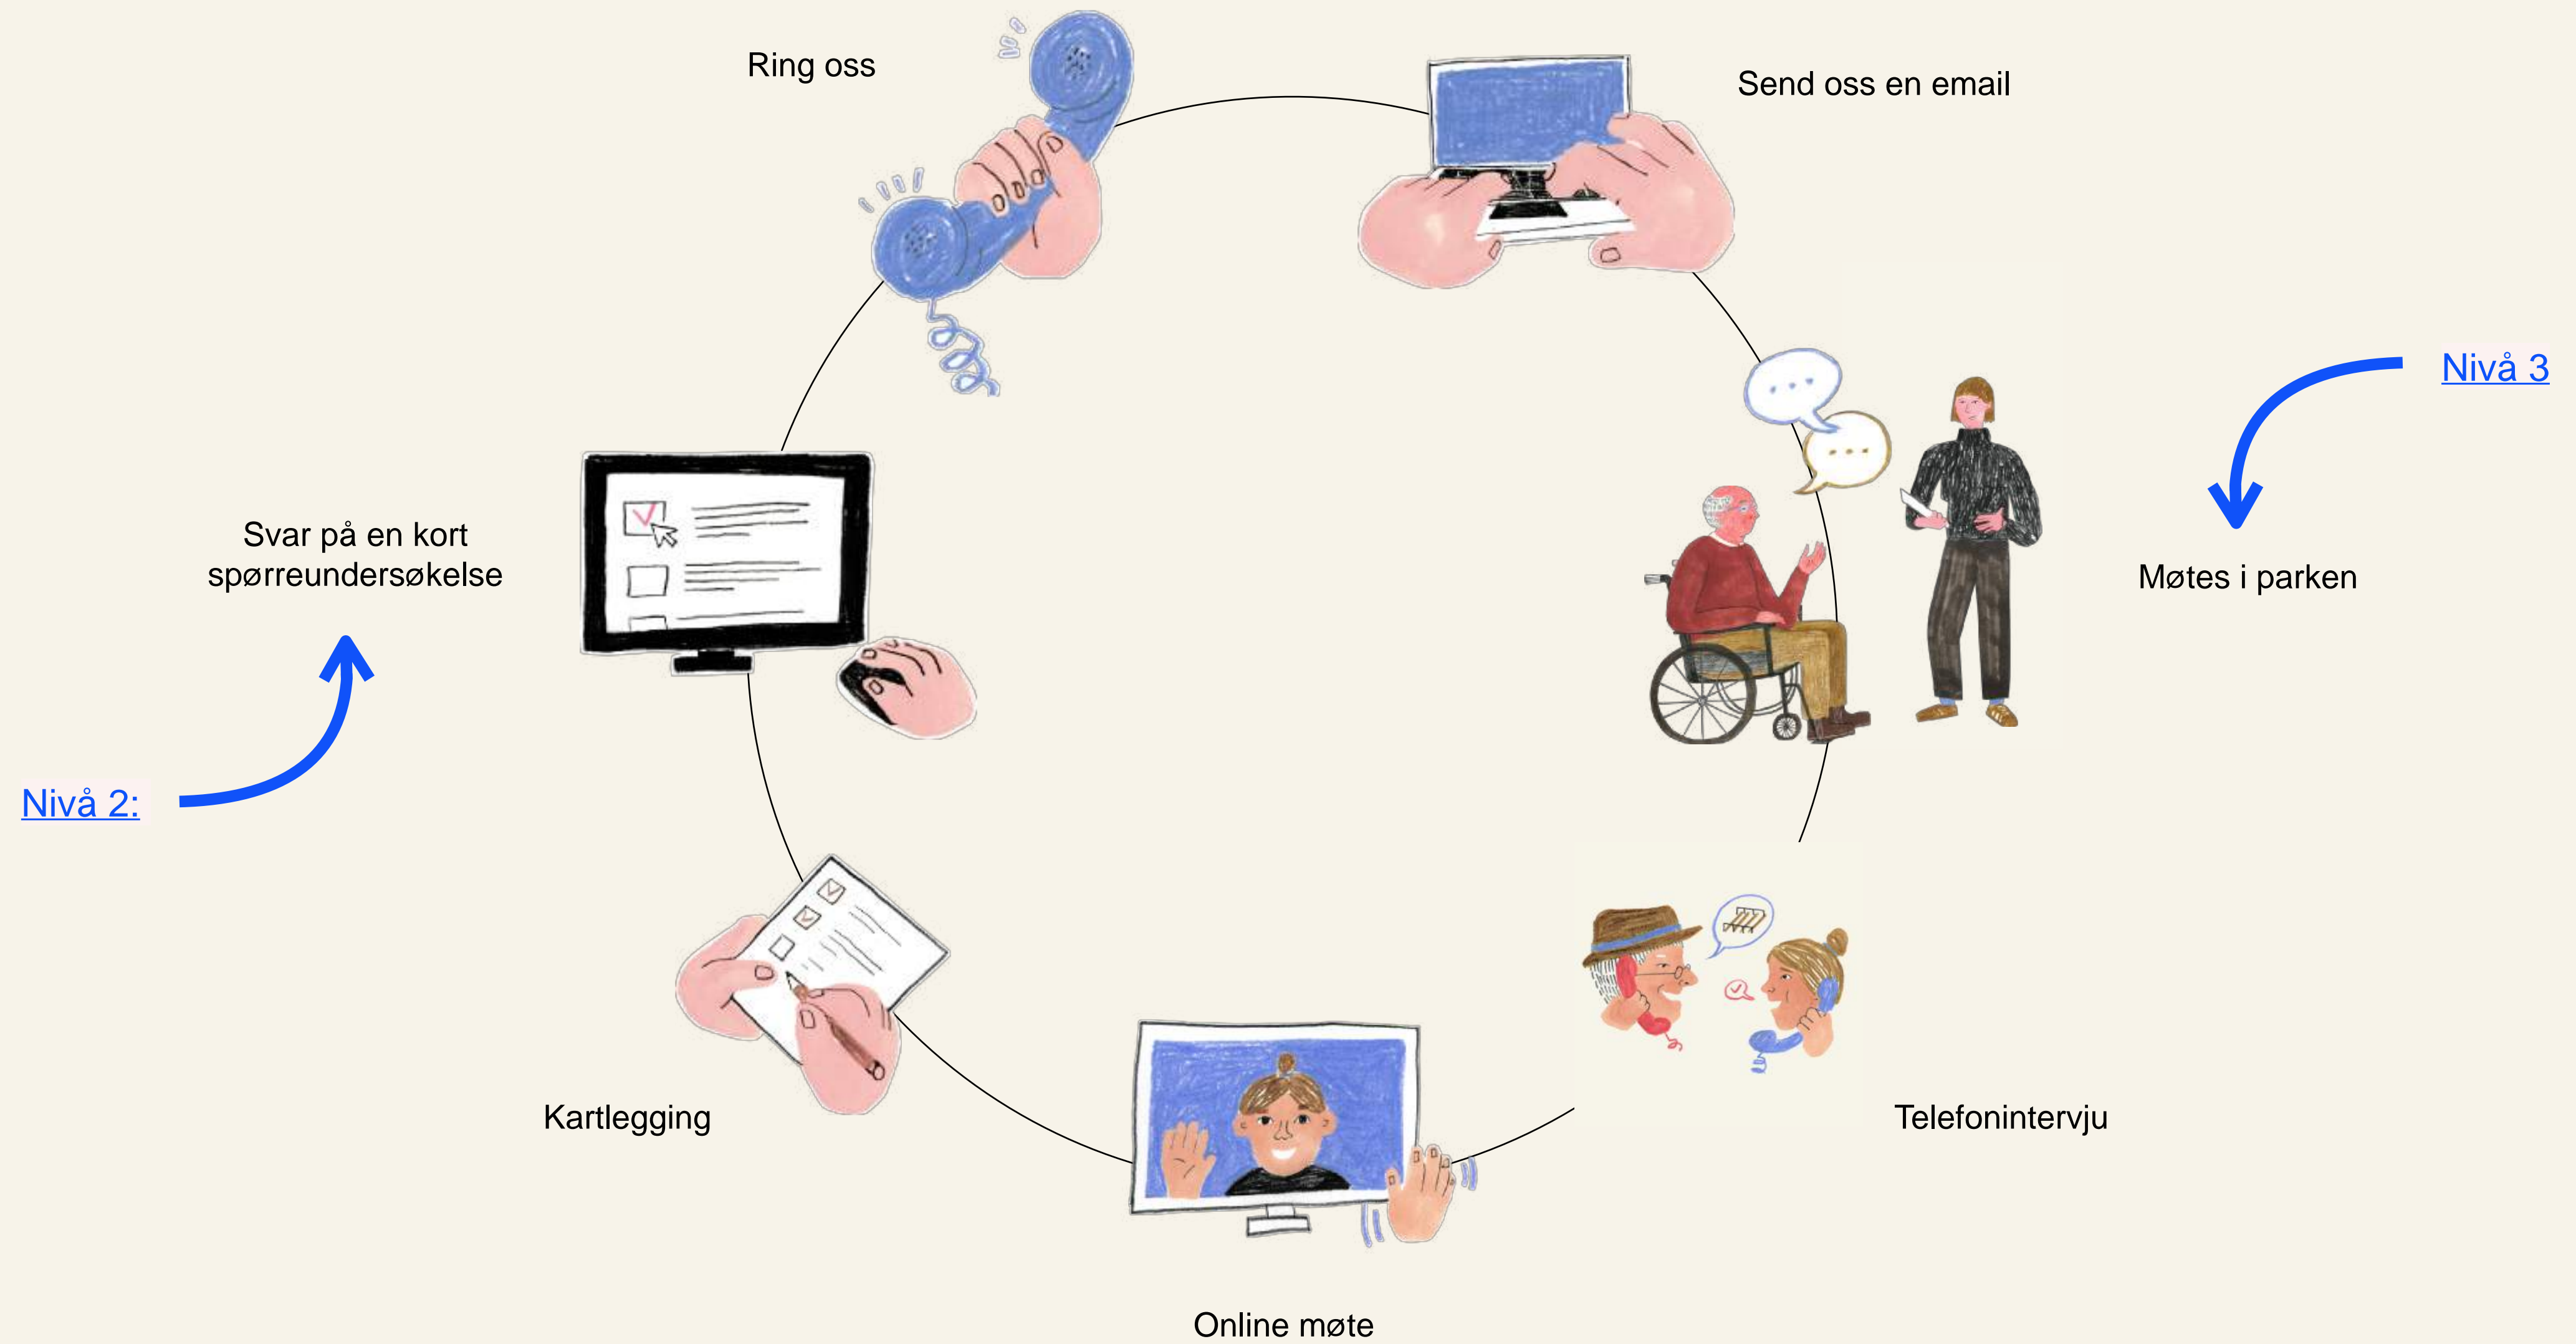 Ring oss
Send oss en email
Nivå 3
Svar på en kort
spørreundersøkelse
Møtes i parken
Nivå 2:
Kartlegging
Telefonintervju
Online møte